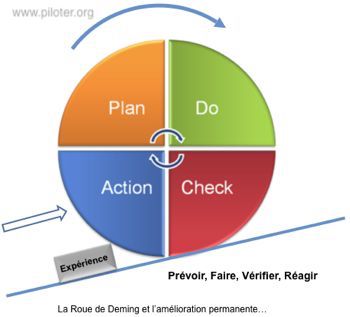 www.piloter.org
Plan
Do
Action
Check
Expérience
Prévoir, Faire, Vérifier, Réagir
La Roue de Deming et l'amélioration permanente...